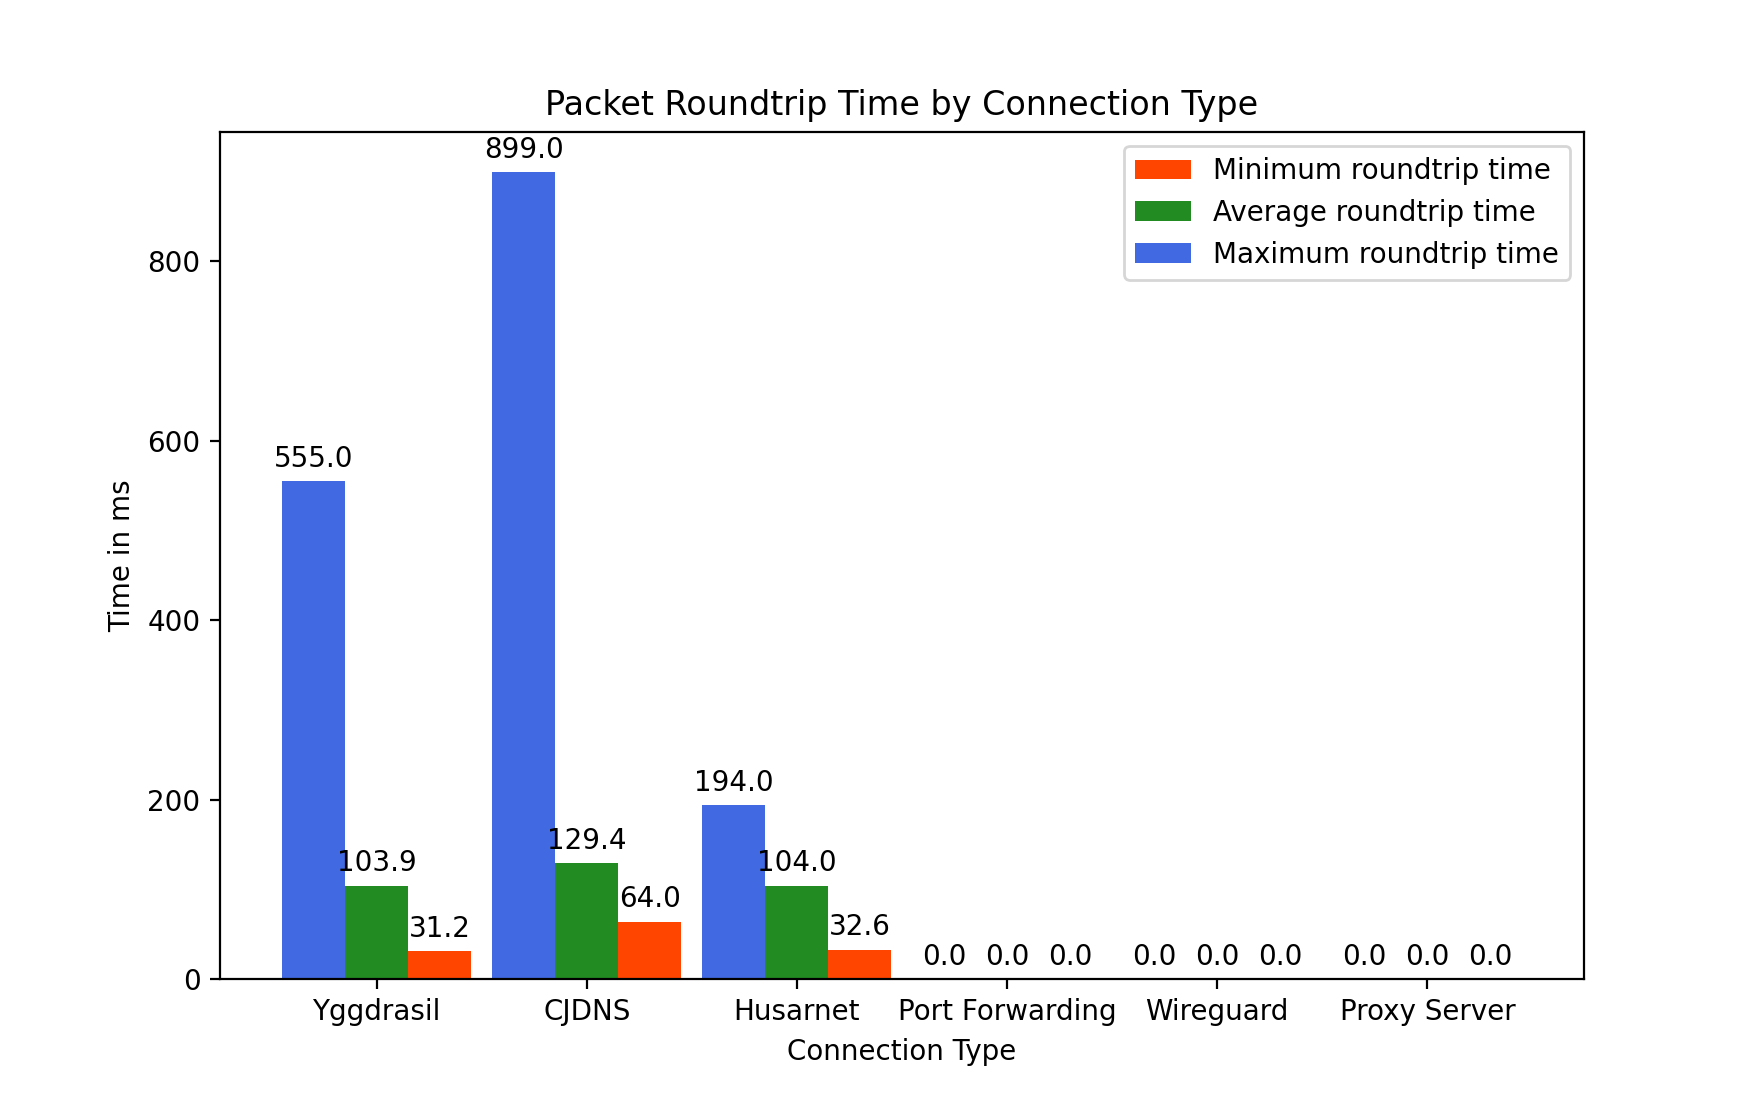 Packet Roundtrip Time by Connection Type
Minimum roundtrip time
Average roundtrip time
Maximum roundtrip time
Time in ms
800
600
400
200
0
899.0
555.0
194.0
129.4
103.9
104.0
64.0
31.2
32.6
0.0 0.0 0.0 0.0 0.0 0.0 0.0 0.0 0.0
Yggdrasil CJDNS Husarnet Port Forwarding Wireguard Proxy Server
Connection Type